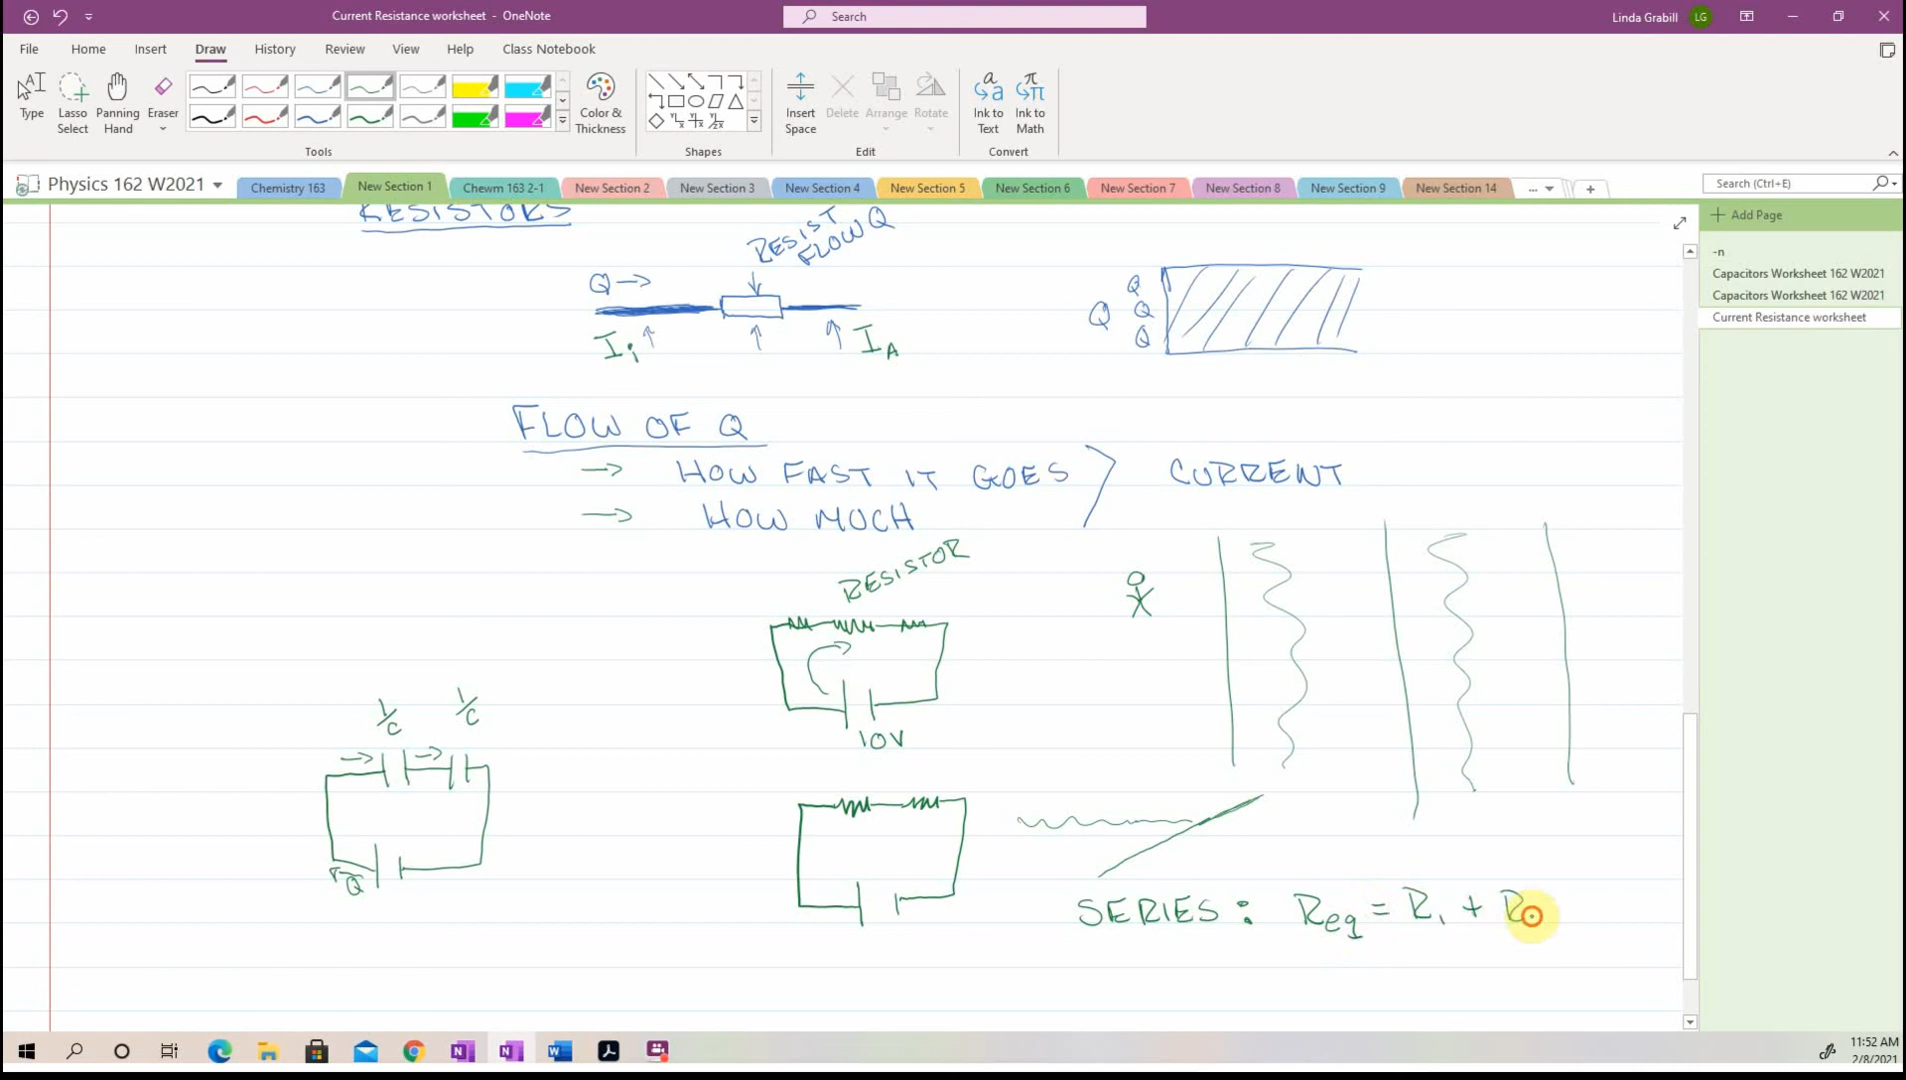 Current Resistance worksheet - OneNote
Search
Linda Grabill
LG
File
Home
Insert
Draw
History
Review
View
Help
Class Notebook
Type
Lasso
Select
Panning
Hand
Eraser
Color &
Thickness
Insert
Space
Delete
Arrange
Rotate
Ink to
Text
Ink to
Math
Tools
Shapes
Edit
Convert
Physics 162 W2021
Chemistry 163
New Section 1
Chewm 163 2-1
New Section 2
New Section 3
New Section 4
New Section 5
New Section 6
New Section 7
New Section 8
New Section 9
New Section 14
...
Search (Ctrl+E)
Add Page
-n
Capacitors Worksheet 162 W2021
Capacitors Worksheet 162 W2021
Current Resistance worksheet
RESISTORS
RESIST
FLOW Q
Q →
I
I A
Q
Q
Q
Q
FLOW OF Q
→ HOW FAST IT GOES
→ HOW MUCH
CURRENT
RESISTOR
10V
1/C
1/C
Q
SERIES: Req = R1 + R
11:52 AM
2/8/2021